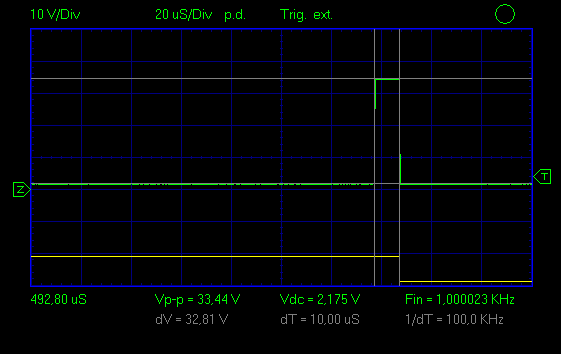 10 V/Div 20 uS/Div p.d. Trig. ext.
Z
T
492,80 uS Vp-p = 33,44 V Vdc = 2,175 V Fin = 1,000023 KHz
dV = 32,81 V dT = 10,00 uS 1/dT = 100,0 KHz